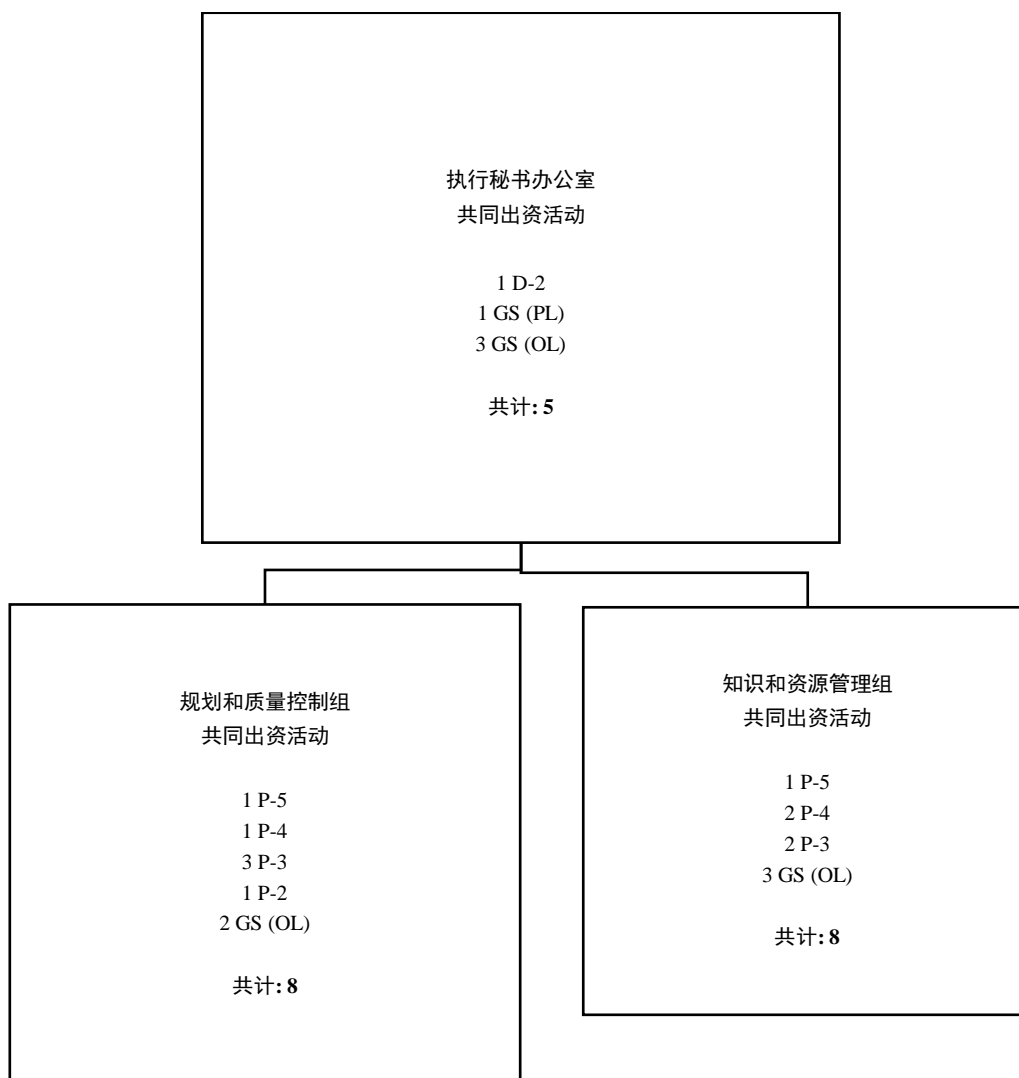 执行秘书办公室
共同出资活动
1 D-2
1 GS (PL)
3 GS (OL)
共计: 5
规划和质量控制组
共同出资活动
1 P-5
1 P-4
3 P-3
1 P-2
2 GS (OL)
共计: 8
知识和资源管理组
共同出资活动
1 P-5
2 P-4
2 P-3
3 GS (OL)
共计: 8